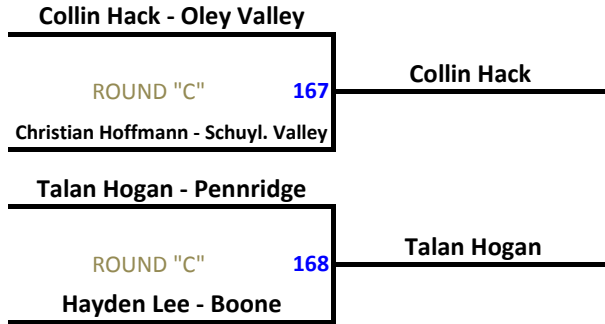 Collin Hack - Oley Valley
ROUND "C" 167
Collin Hack
Christian Hoffmann - Schuyl. Valley
Talan Hogan - Pennridge
ROUND "C" 168
Talan Hogan
Hayden Lee - Boone